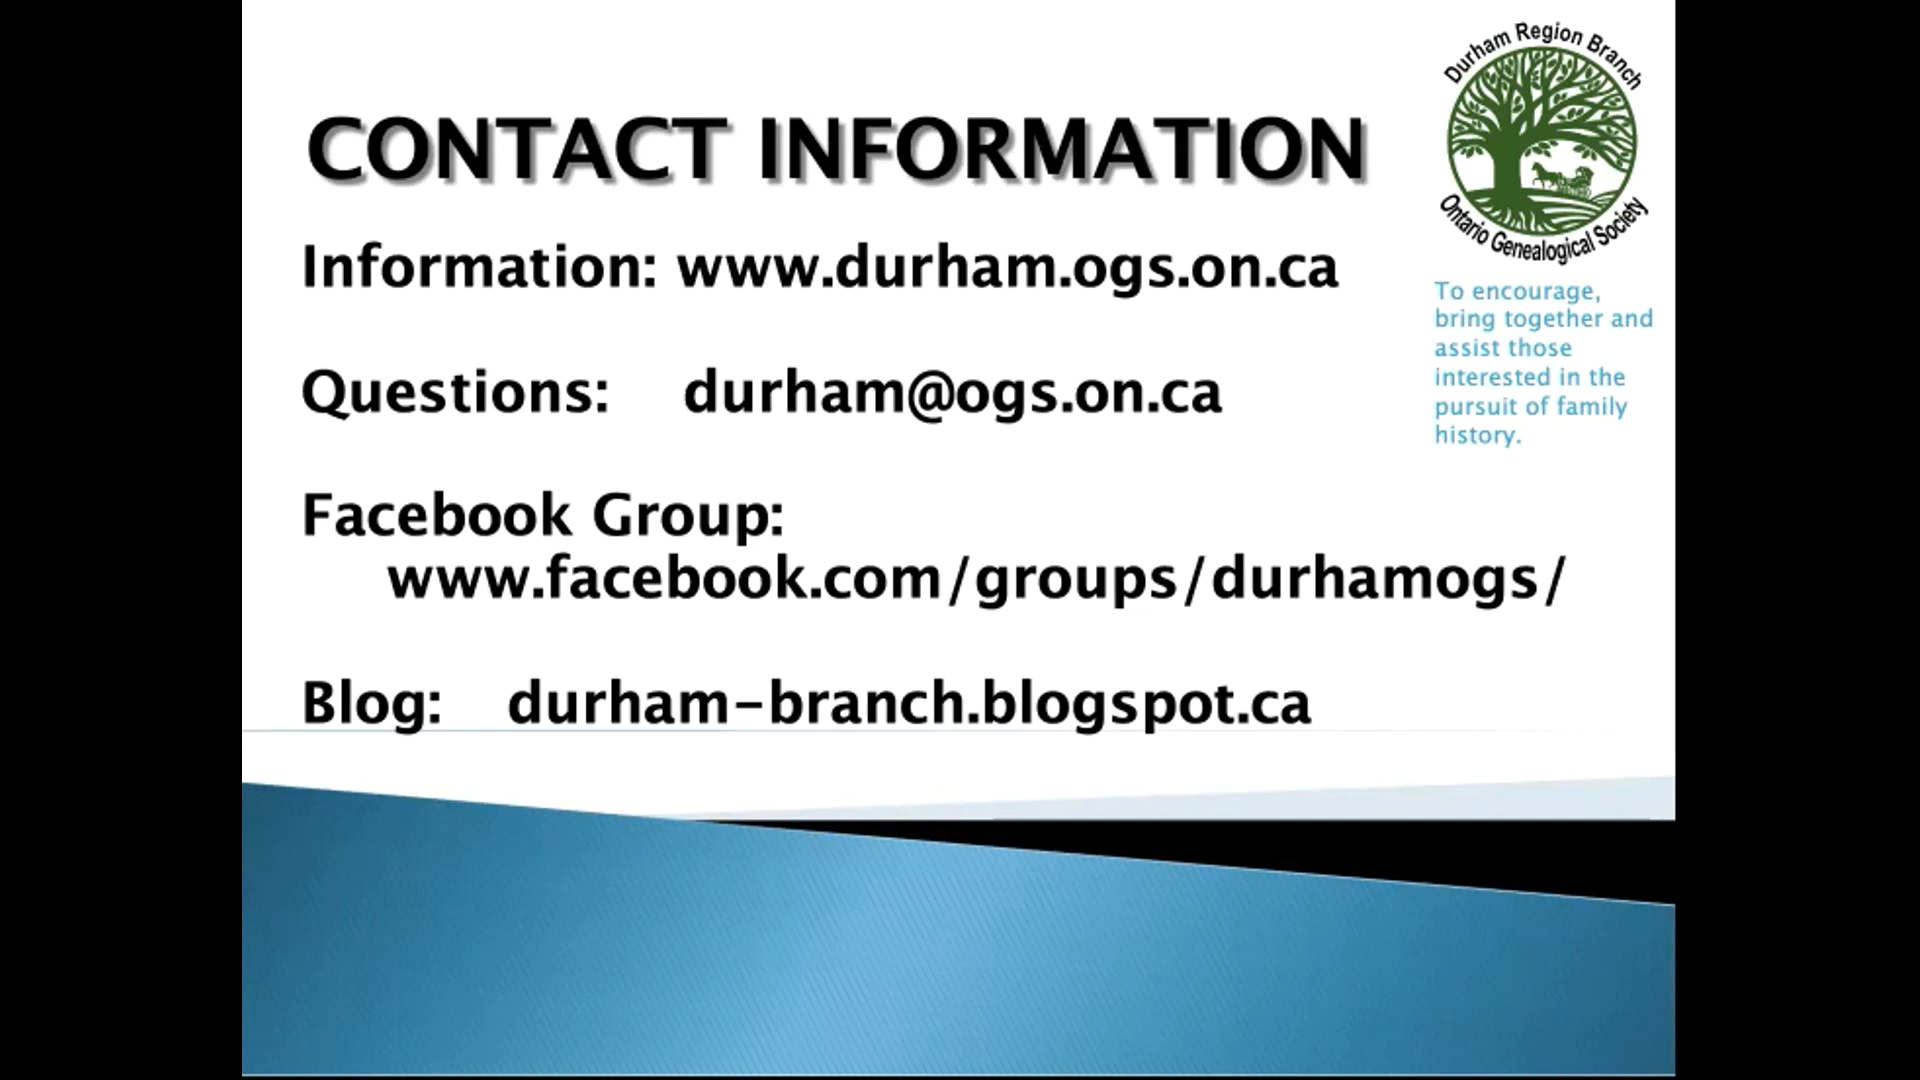 CONTACT INFORMATION
Information: www.durham.ogs.on.ca
Questions: durham@ogs.on.ca
Facebook Group:
www.facebook.com/groups/durhamogs/
Blog: durham-branch.blogspot.ca
Durham Region Branch
Ontario Genealogical Society
To encourage,
bring together and
assist those
interested in the
pursuit of family
history.